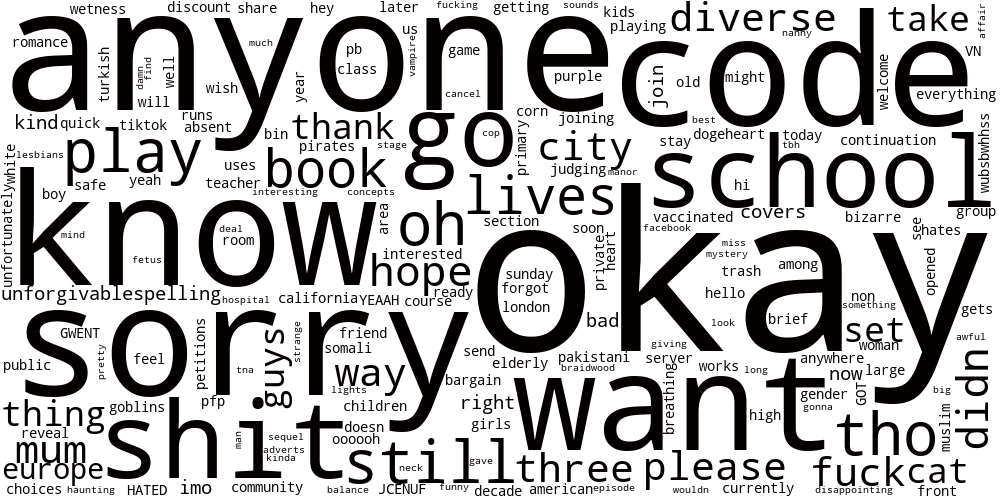 wetness discount share hey later fucking getting sounds kids diverse take affair
anyone code
romance turkish damn find well much year pb class us vampires game cancel purple playing nanny might join old welcome VN everything
will wish
kind quick tiktok runs absent bin thank pirates stage go cop primary corn joining city best dogeheart stay today tbh continuation wubsbwhhss
lesbians play uses book judging manor school
unfortunately white boy safe yeah teacher interesting concepts lives hi
know mind fetus deal room area oh section soon vaccinated covers bizarre group
facebook see hates
okay
interested hope ready sunday forgot london private heart miss mystery trash among hello opened non something gets
unforgivablespelling hospital california YEAAH course bad look brief set woman awful
sorry
GWENT feel petitions tna guys strange friend somali way lights send elderly pakistani braidwood giving server works long anywhere now large
public pretty bargain want breathing gender gonna GOT big didn
thing goblins pfp children right girls high tho muslim
reveal mum shit man sequel adverts kinda doesn oooooh still neck gave three please fuck cat
europe
choices haunting HATED imo community balance JCENUF funny decade american episode wouldn currently disappointing front